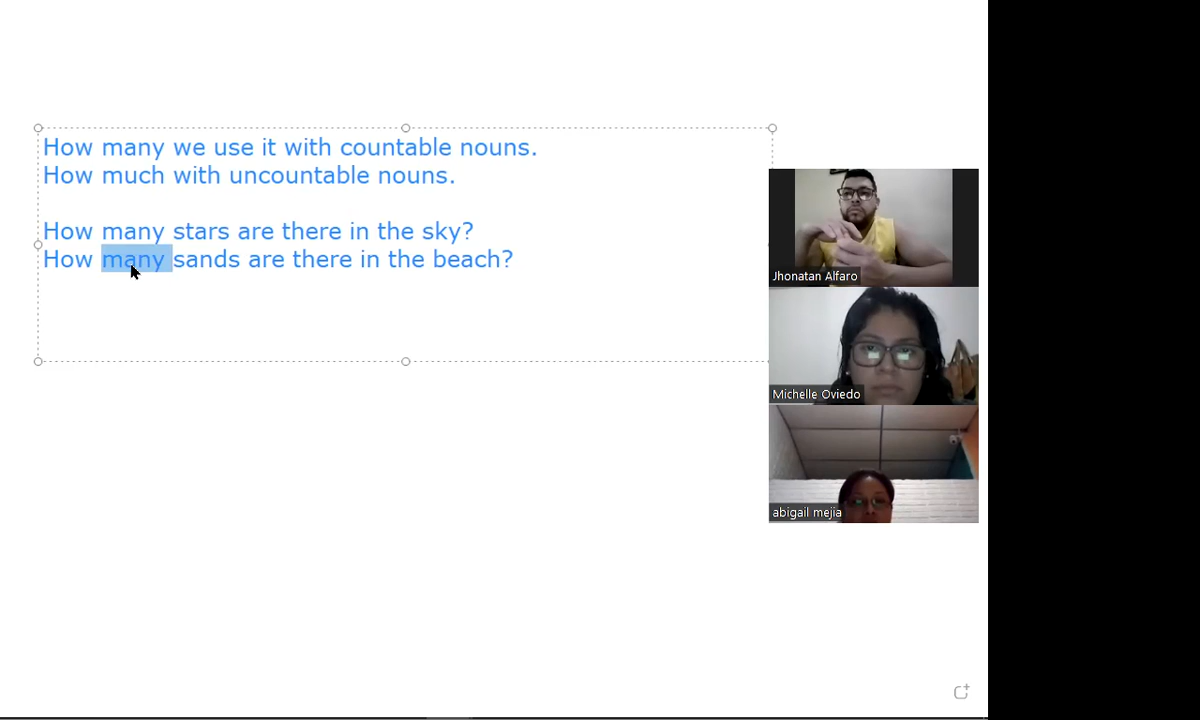 How many we use it with countable nouns.
How much with uncountable nouns.
How many stars are there in the sky?
How many sands are there in the beach?
Jhonatan Alfaro
Michelle Oviedo
abigail mejia